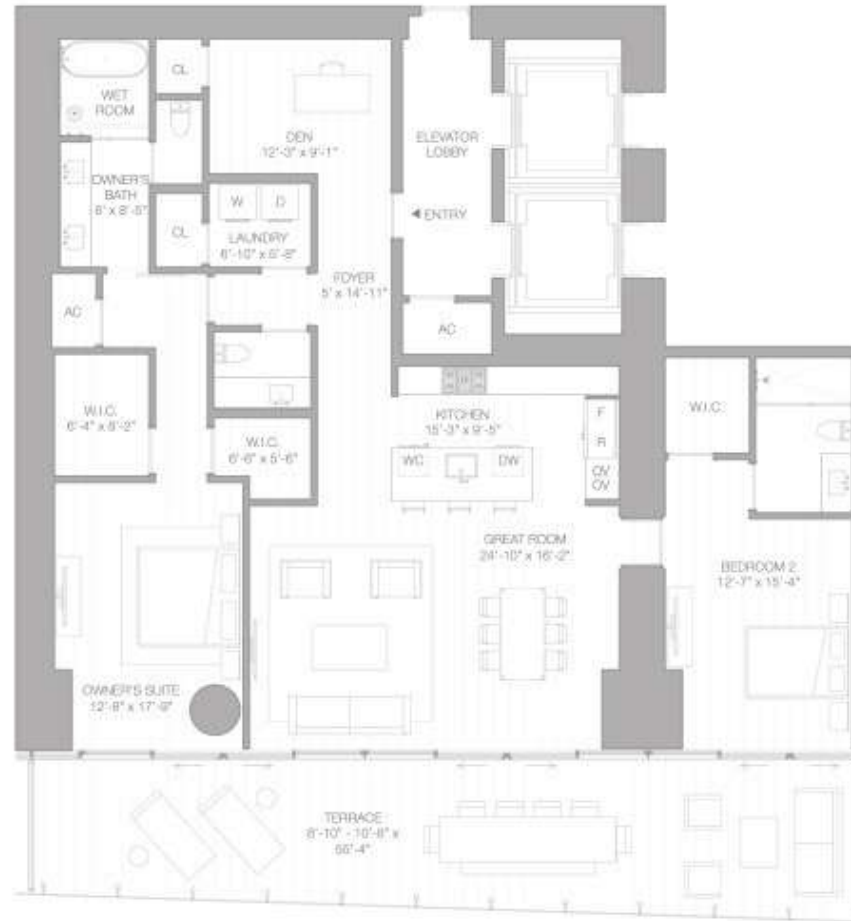 CL
WET
ROOM
DEN
12'-3" x 9'-1"
ELEVATOR
LOBBY
OWNER'S
BATH
8' x 8'-5"
W
D
ENTRY
CL
LAUNDRY
6'-10" x 5'-8"
FOYER
5' x 14'-11"
AC
AC
W.I.C.
6'-4" x 8'-2"
W.I.C.
6'-6" x 5'-6"
KITCHEN
15'-3" x 9'-5"
F
R
OV
OV
WC
DW
W.I.C.
GREAT ROOM
24'-10" x 16'-2"
BEDROOM 2
12'-7" x 15'-4"
OWNER'S SUITE
12'-8" x 17'-9"
TERRACE
8'-10" - 10'-8" x
56'-4"